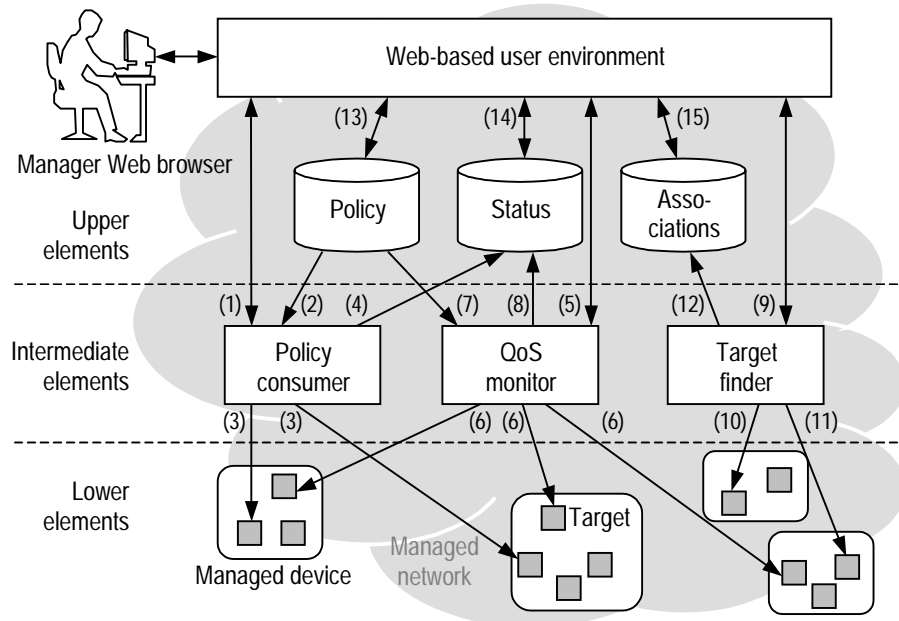 Web-based user environment
Manager Web browser
(13)
(14)
(15)
Policy
Status
Asso-
ciations
Upper
elements
(1)
(2)
(4)
(7)
(8)
(5)
(12)
(9)
Intermediate
elements
Policy
consumer
QoS
monitor
Target
finder
(3)
(3)
(6)
(6)
(6)
(10)
(11)
Lower
elements
Target
Managed device
Managed
network